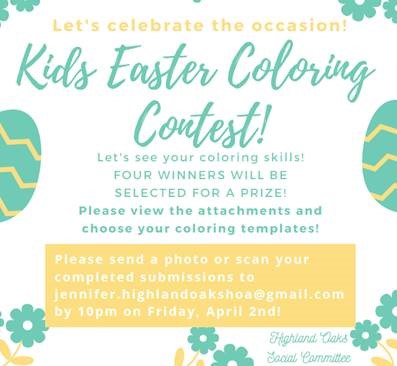 Let's celebrate the occasion!
Kids Easter Coloring
Contest!
Let's see your coloring skills!
FOUR WINNERS WILL BE
SELECTED FOR A PRIZE!
Please view the attachments and
choose your coloring templates!
Please send a photo or scan your
completed submissions to
jennifer.highlandoakshoa@gmail.com
by 10pm on Friday, April 2nd!
Highland Oaks
Social Committee